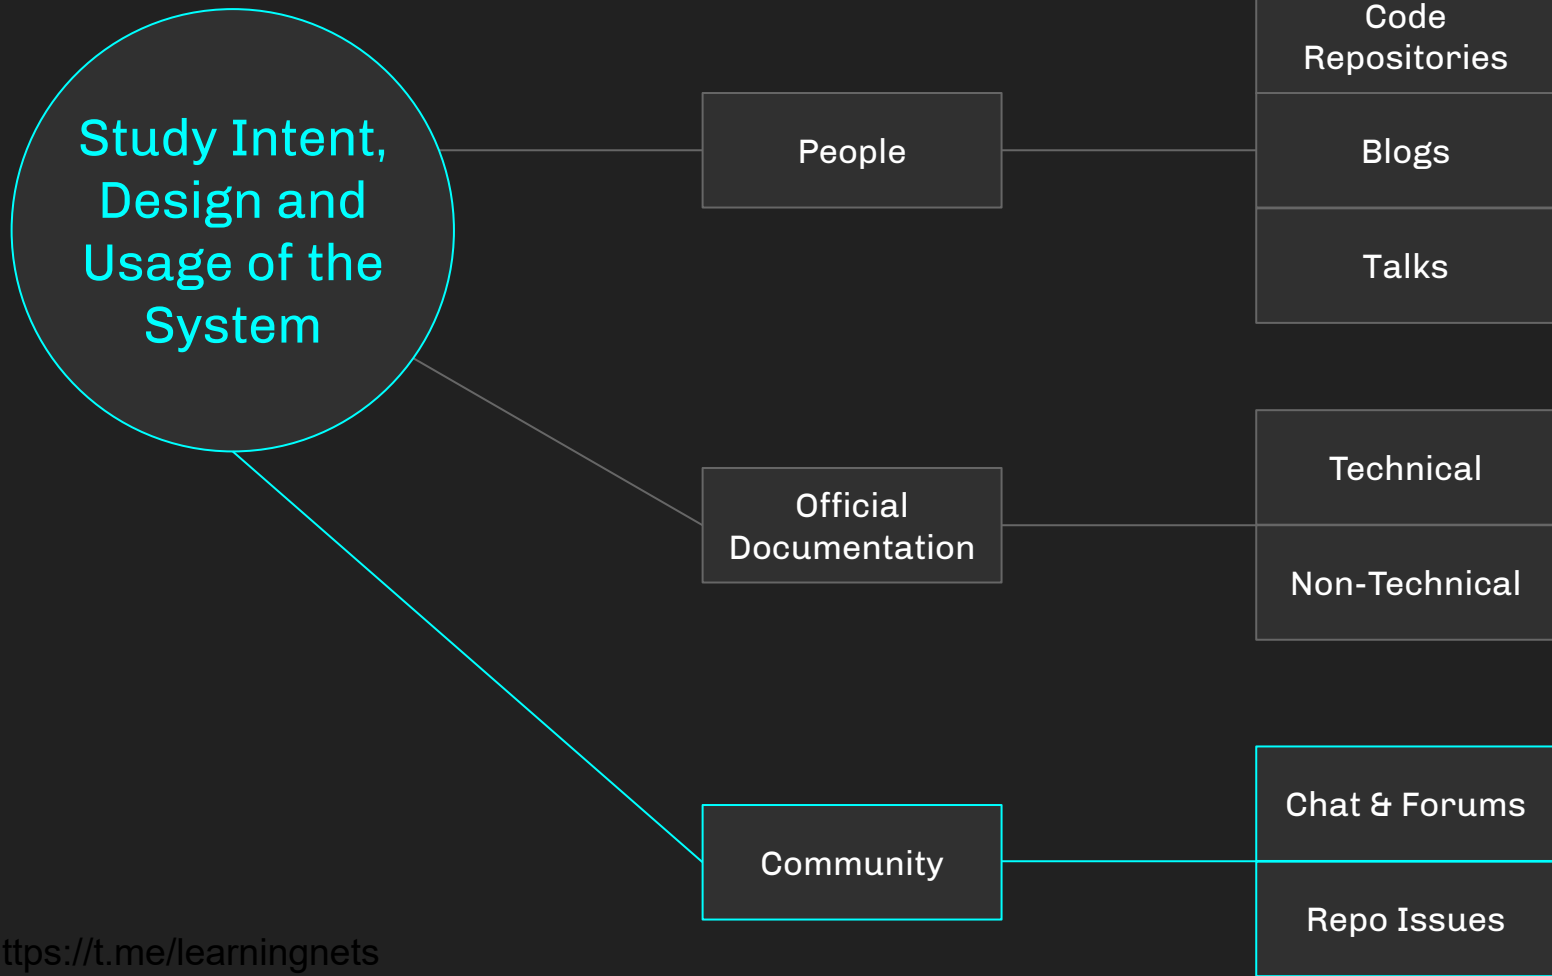 Study Intent,
Design and
Usage of the
System
People
Code
Repositories
Blogs
Talks
Official
Documentation
Technical
Non-Technical
Community
Chat & Forums
Repo Issues
ttps://t.me/learningnets